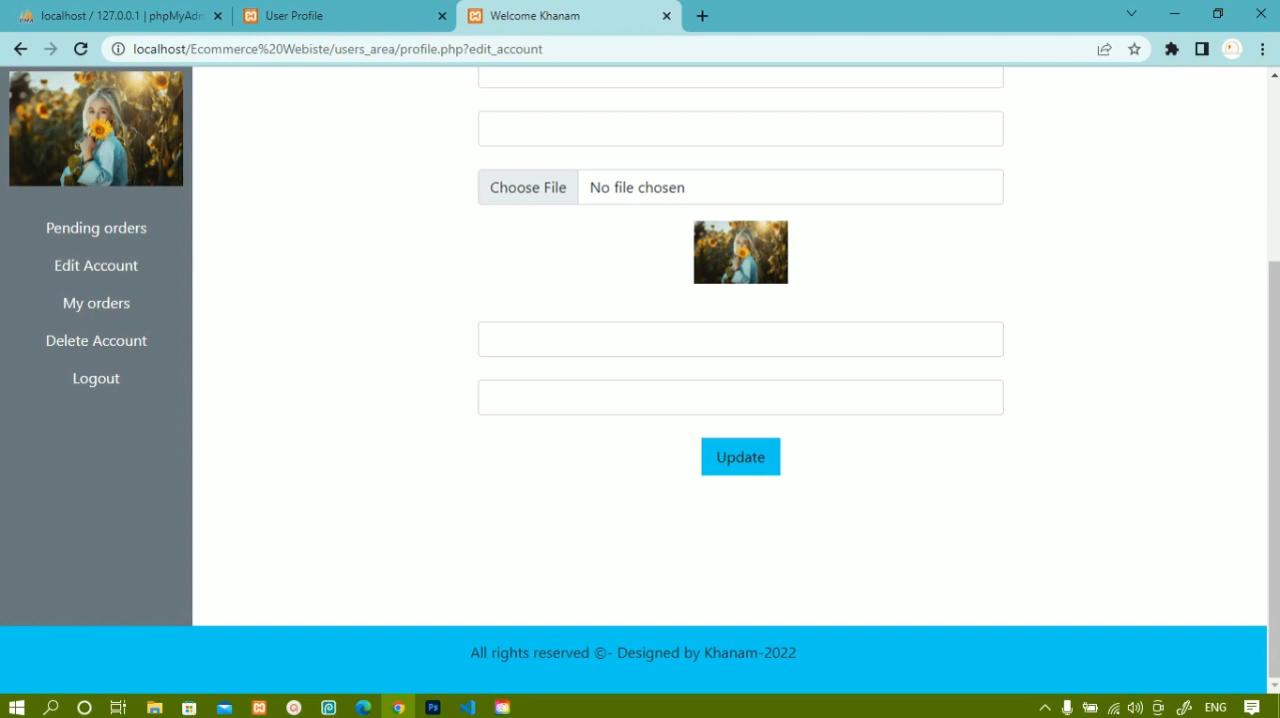 localhost / 127.0.0.1 | phpMyAdm
User Profile
Welcome Khanam
localhost/Ecommerce%20Webiste/users_area/profile.php?edit_account
Choose File
No file chosen
Pending orders
Edit Account
My orders
Delete Account
Logout
Update
All rights reserved ©- Designed by Khanam-2022
Ps
ENG